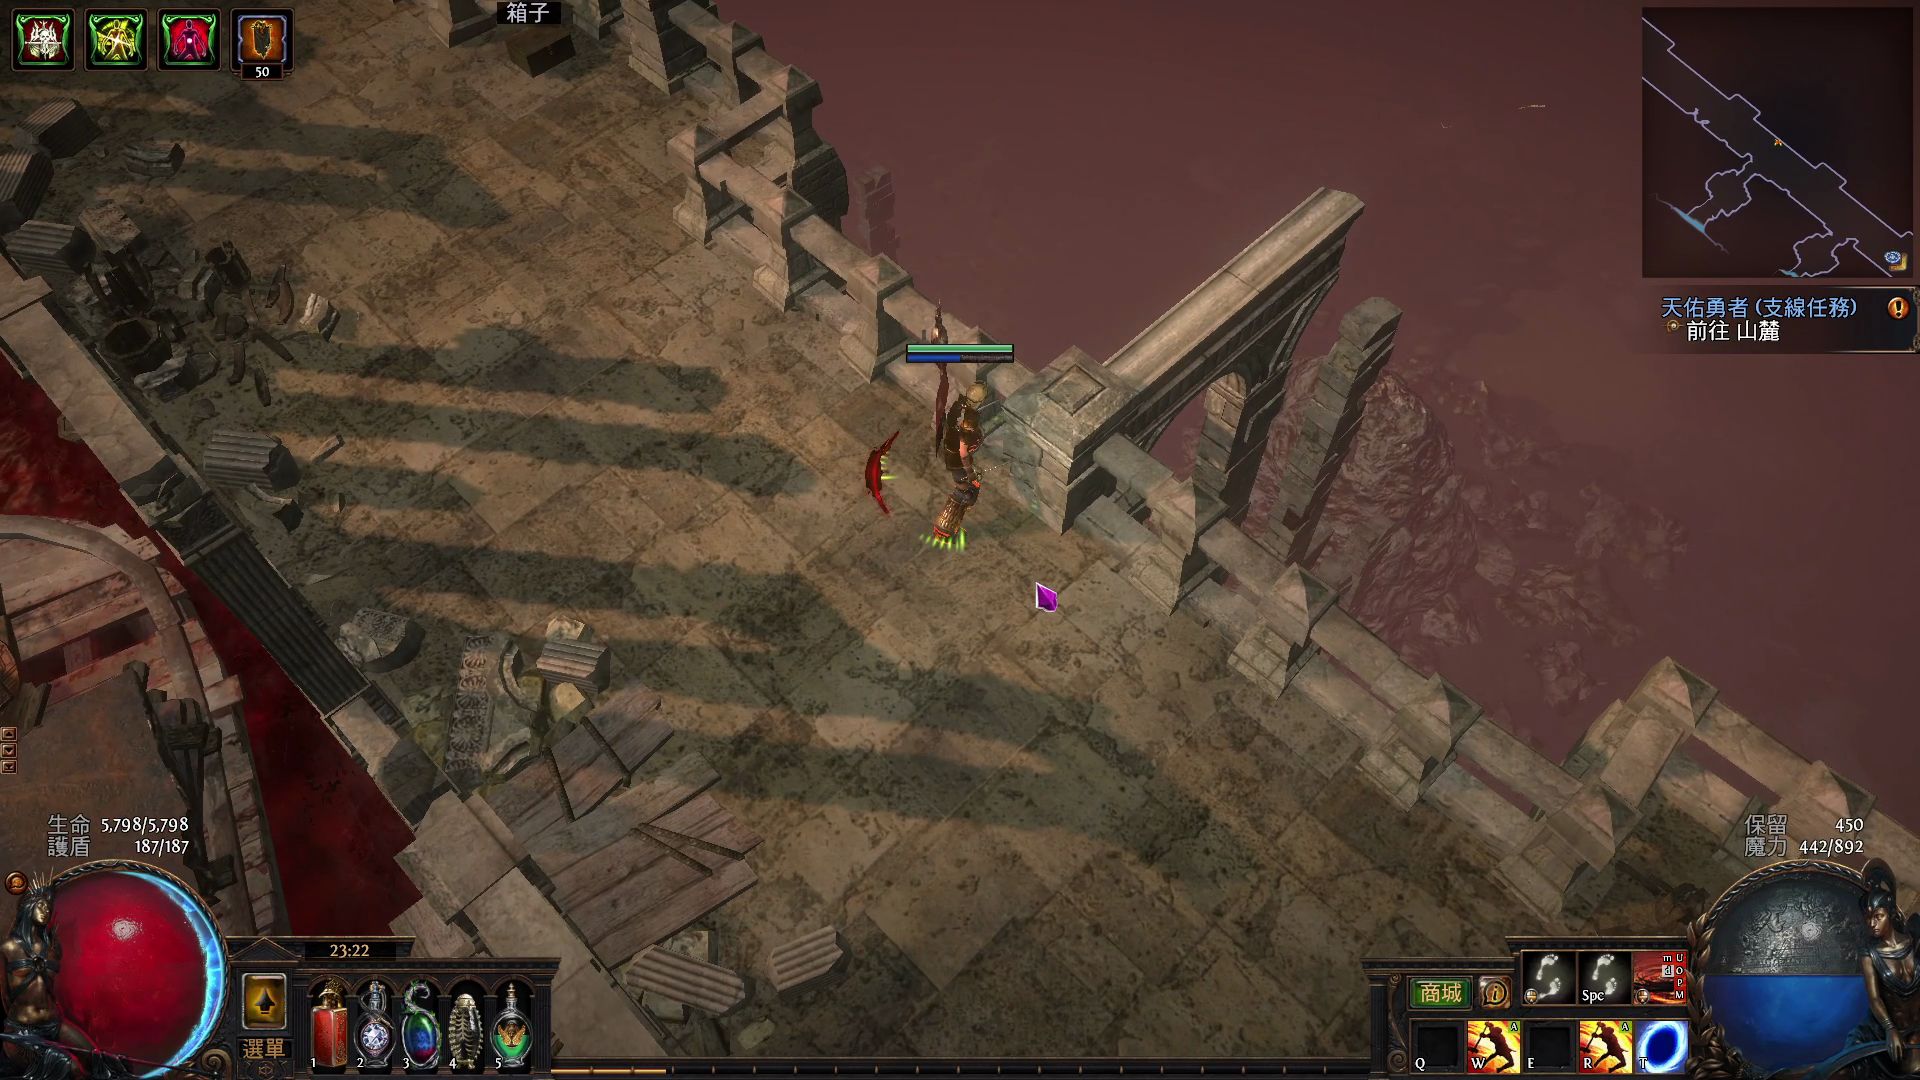 箱子
50
天佑勇者 (支線任務)
前往 山麓
生命 5,798/5,798
護盾 187/187
保留 450
魔力 442/892
23:22
選單
1 2 3 4 5
商城
Spc
m U
d O
P
M
A A
Q W E R T